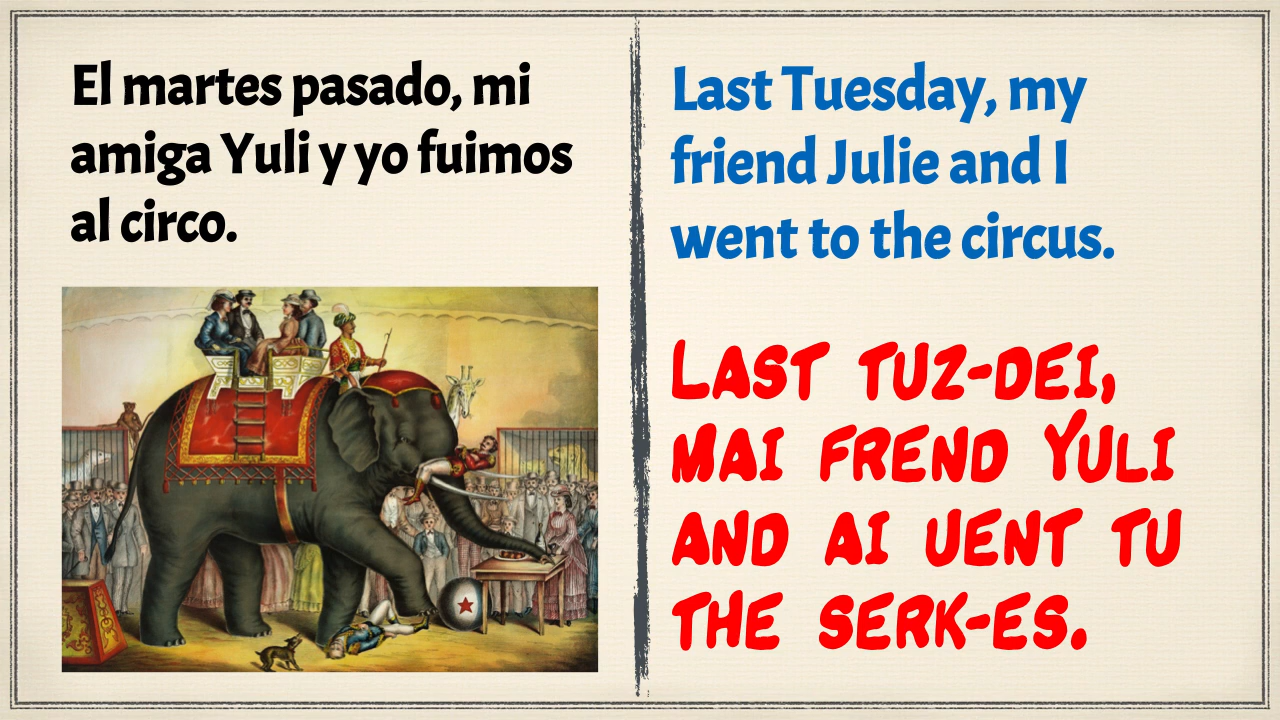 El martes pasado, mi
amiga Yuli y yo fuimos
al circo.
Last Tuesday, my
friend Julie and I
went to the circus.
LAST TUZ-DEI,
MAI FREND YULI
AND AI UENT TU
THE SERK-ES.